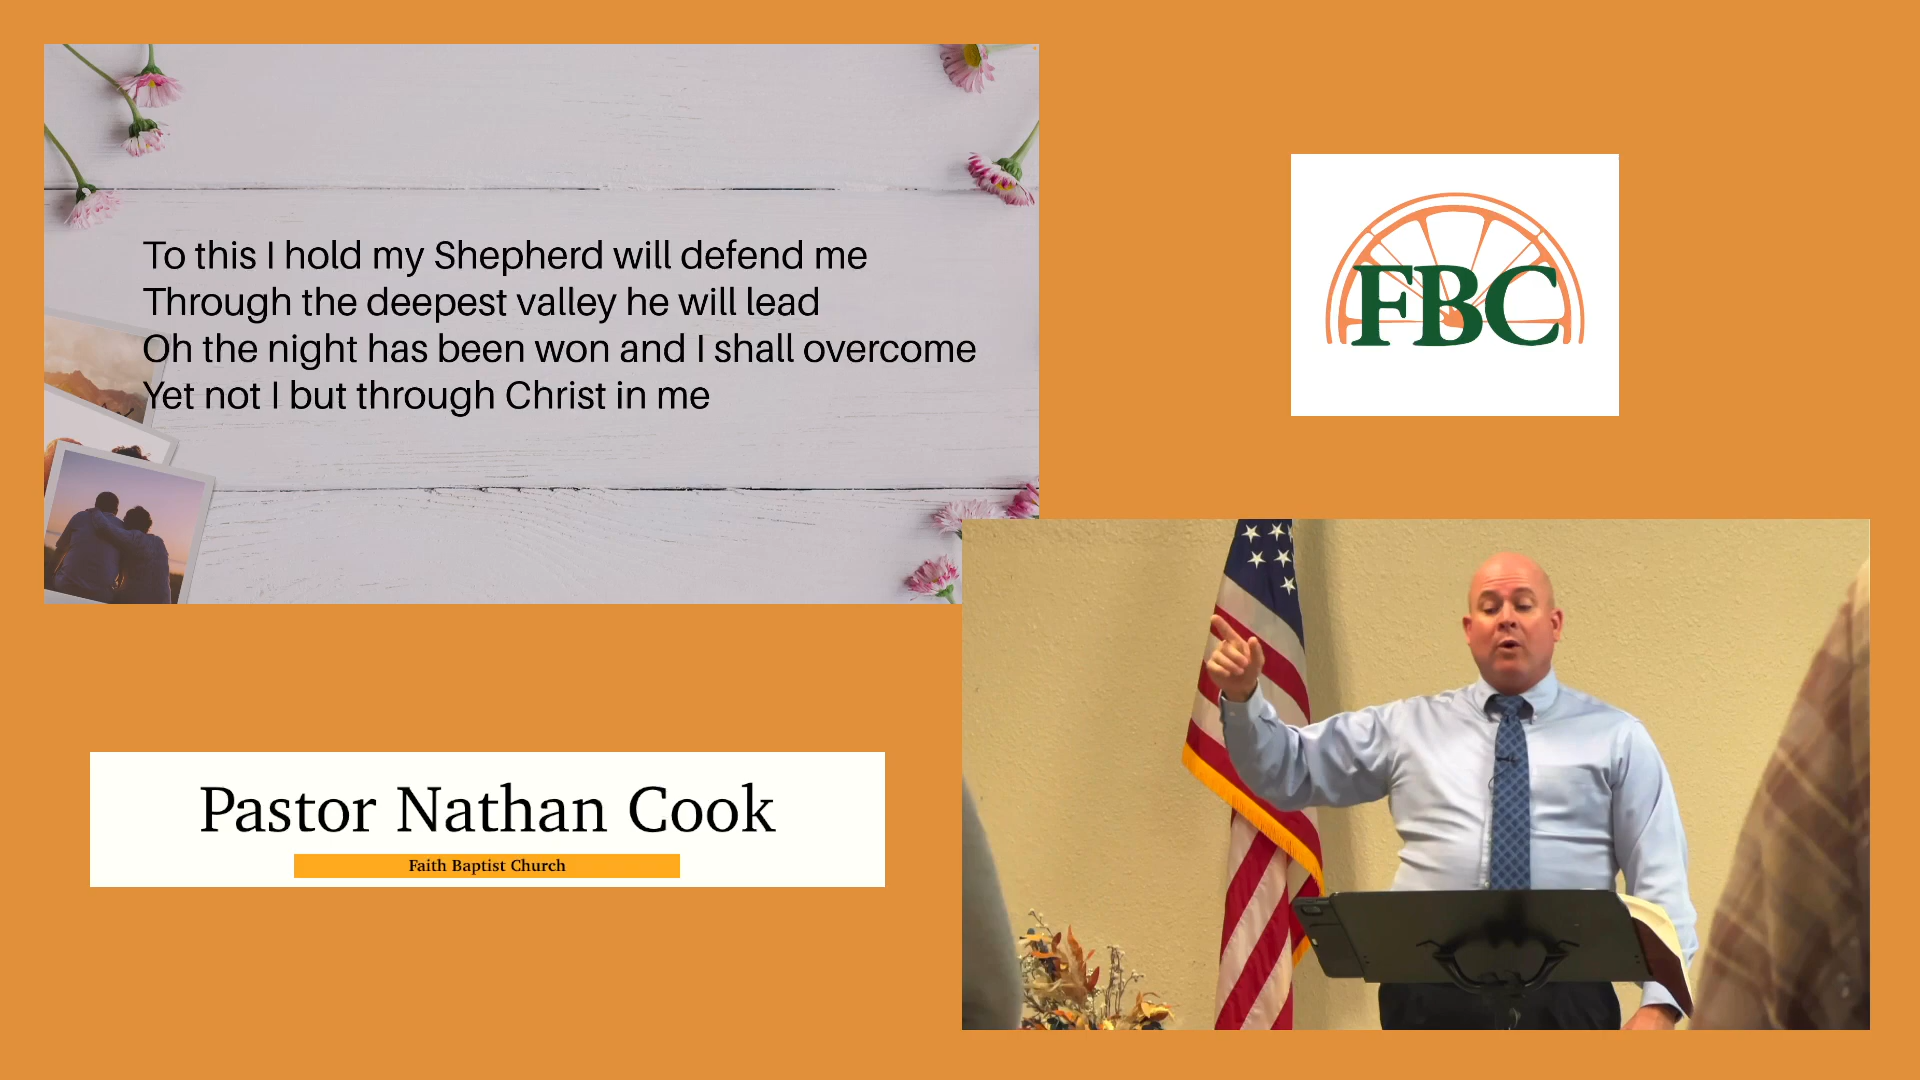 To this I hold my Shepherd will defend me
Through the deepest valley he will lead
Oh the night has been won and I shall overcome
Yet not I but through Christ in me
FBC
Pastor Nathan Cook
Faith Baptist Church